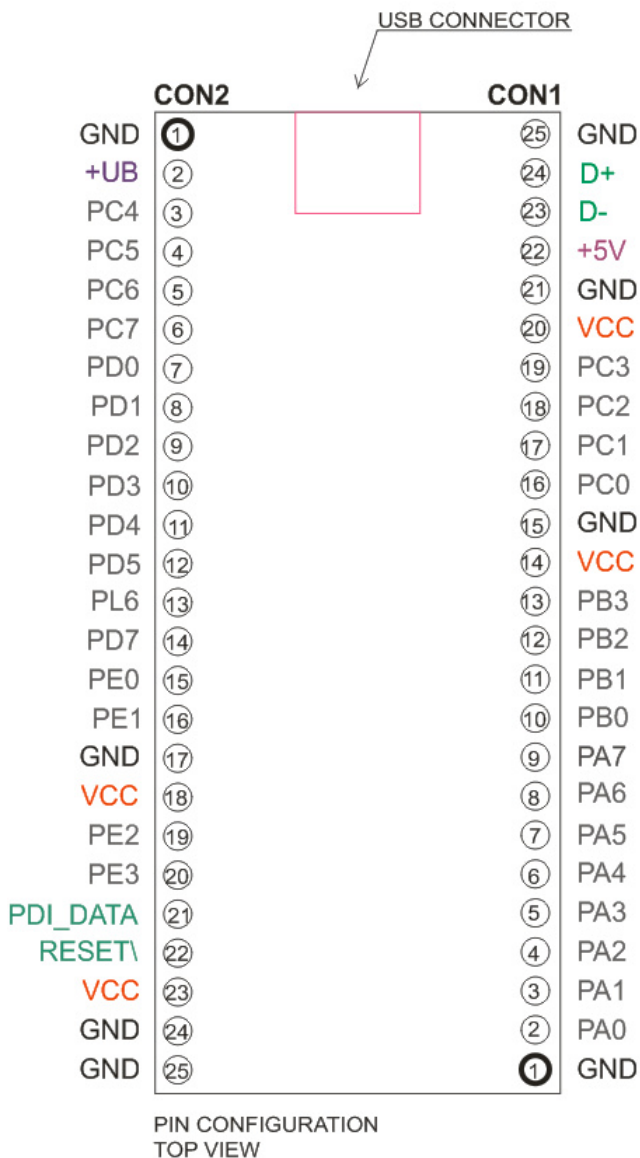 USB CONNECTOR
CON2 CON1
GND 1 25 GND
+UB 2 24 D+
PC4 3 23 D-
PC5 4 22 +5V
PC6 5 21 GND
PC7 6 20 VCC
PD0 7 19 PC3
PD1 8 18 PC2
PD2 9 17 PC1
PD3 10 16 PC0
PD4 11 15 GND
PD5 12 14 VCC
PL6 13 13 PB3
PD7 14 12 PB2
PE0 15 11 PB1
PE1 16 10 PB0
GND 17 9 PA7
VCC 18 8 PA6
PE2 19 7 PA5
PE3 20 6 PA4
PDI_DATA 21 5 PA3
RESET\ 22 4 PA2
VCC 23 3 PA1
GND 24 2 PA0
GND 25 1 GND
PIN CONFIGURATION
TOP VIEW